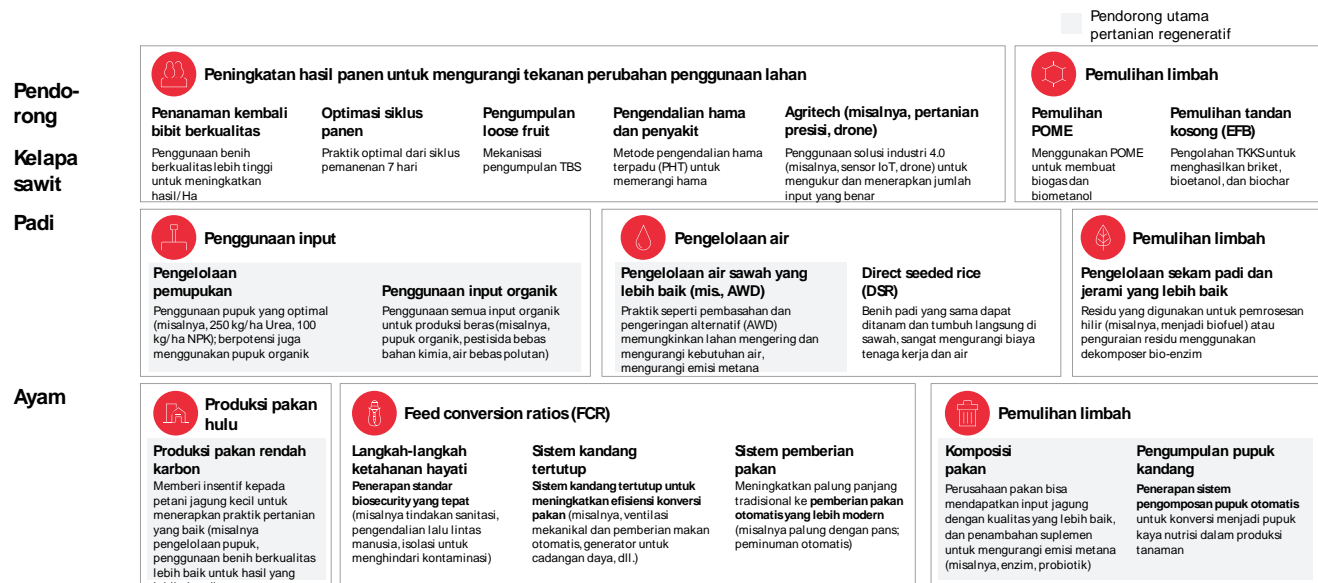 Pendorong utama
pertanian regeneratif
Pendo-
rong
Kelapa
sawit
Peningkatan hasil panen untuk mengurangi tekanan perubahan penggunaan lahan
Penanaman kembali
bibit berkualitas
Penggunaan benih
berkualitas lebih tinggi
untuk meningkatkan
hasil/Ha
Optimasi siklus
panen
Praktik optimal dari siklus
pemanenan 7 hari
Pengumpulan
loose fruit
Mekanisasi
pengumpulan TBS
Pengendalian hama
dan penyakit
Metode pengendalian hama
terpadu (PHT) untuk
memerangi hama
Agritech (misalnya, pertanian
presisi, drone)
Penggunaan solusi industri 4.0
(misalnya, sensor IoT, drone) untuk
mengukur dan menerapkan jumlah
input yang benar
Pemulihan limbah
Pemulihan
POME
Menggunakan POME
untuk membuat
biogas dan
biometanol
Pemulihan tandan
kosong (EFB)
Pengolahan TKKS untuk
menghasilkan briket,
bioetanol, dan biochar
Padi
Penggunaan input
Pengelolaan
pemupukan
Penggunaan pupuk yang optimal
(misalnya, 250 kg/ha Urea, 100
kg/ha NPK); berpotensi juga
menggunakan pupuk organik
Penggunaan input organik
Penggunaan semua input organik
untuk produksi beras (misalnya,
pupuk organik, pestisida bebas
bahan kimia, air bebas polutan)
Pengelolaan air
Pengelolaan air sawah yang
lebih baik (mis., AWD)
Praktik seperti pembasahan dan
pengeringan alternatif (AWD)
memungkinkan lahan mengering dan
mengurangi kebutuhan air,
mengurangi emisi metana
Direct seeded rice
(DSR)
Benih padi yang sama dapat
ditanam dan tumbuh langsung di
sawah, sangat mengurangi biaya
tenaga kerja dan air
Pemulihan limbah
Pengelolaan sekam padi dan
jerami yang lebih baik
Residu yang digunakan untuk pemrosesan
hilir (misalnya, menjadi biofuel) atau
penguraian residu menggunakan
dekomposer bio-enzim
Ayam
Produksi pakan
hulu
Produksi pakan rendah
karbon
Memberi insentif kepada
petani jagung kecil untuk
menerapkan praktik pertanian
yang baik (misalnya
pengelolaan pupuk,
penggunaan benih berkualitas
lebih baik untuk hasil yang
Feed conversion ratios (FCR)
Langkah-langkah
ketahanan hayati
Penerapan standar
biosecurity yang tepat
(misalnya tindakan sanitasi,
pengendalian lalu lintas
manusia, isolasi untuk
menghindari kontaminasi)
Sistem kandang
tertutup
Sistem kandang tertutup untuk
meningkatkan efisiensi konversi
pakan (misalnya, ventilasi
mekanikal dan pemberian makan
otomatis, generator untuk
cadangan daya, dll.)
Sistem pemberian
pakan
Meningkatkan palung panjang
tradisional ke pemberian pakan
otomatis yang lebih modern
(misalnya palung dengan pans;
peminuman otomatis)
Pemulihan limbah
Komposisi
pakan
Perusahaan pakan bisa
mendapatkan input jagung
dengan kualitas yang lebih baik,
dan penambahan suplemen
untuk mengurangi emisi metana
(misalnya, enzim, probiotik)
Pengumpulan pupuk
kandang
Penerapan sistem
pengomposan pupuk otomatis
untuk konversi menjadi pupuk
kaya nutrisi dalam produksi
tanaman